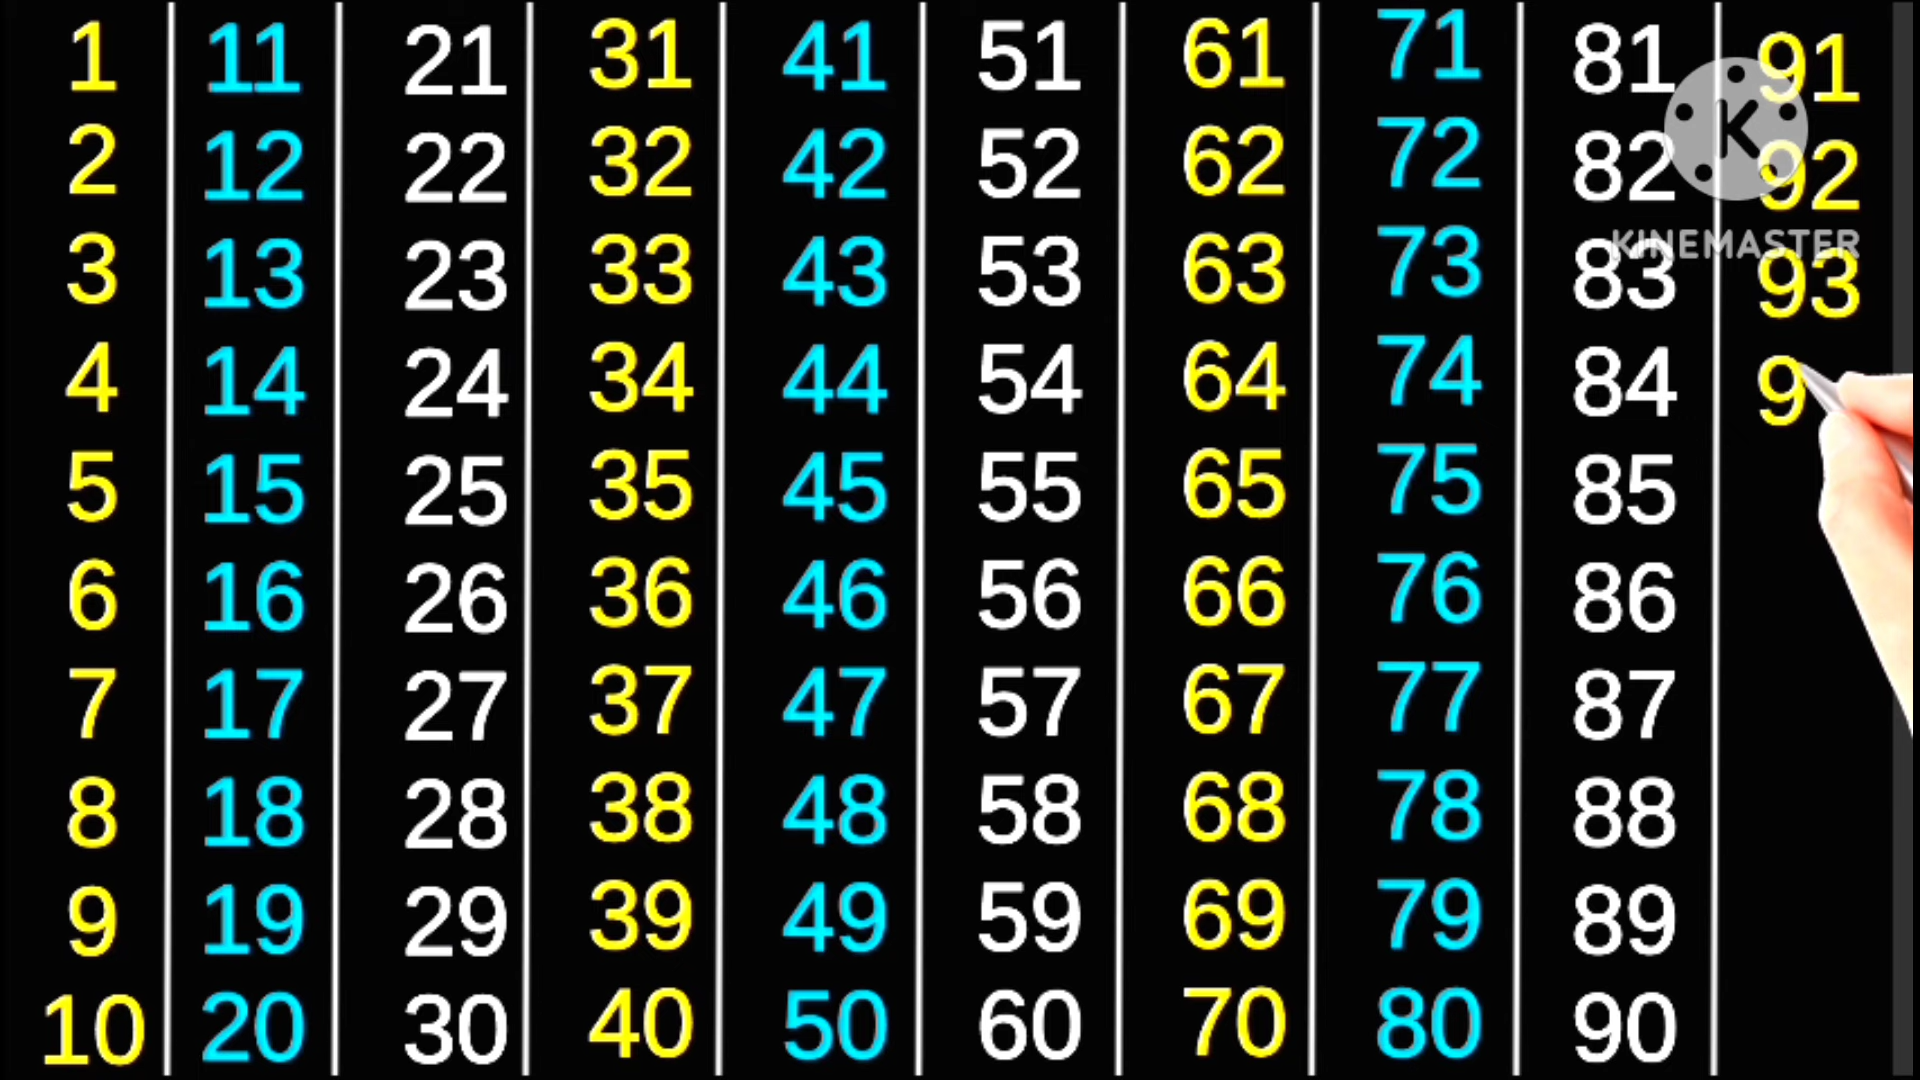 1 11 21 31 41 51 61 71 81 91
2 12 22 32 42 52 62 72 82 92
3 13 23 33 43 53 63 73 83 93
4 14 24 34 44 54 64 74 84 9
5 15 25 35 45 55 65 75 85
6 16 26 36 46 56 66 76 86
7 17 27 37 47 57 67 77 87
8 18 28 38 48 58 68 78 88
9 19 29 39 49 59 69 79 89
10 20 30 40 50 60 70 80 90
K
KINEMASTER